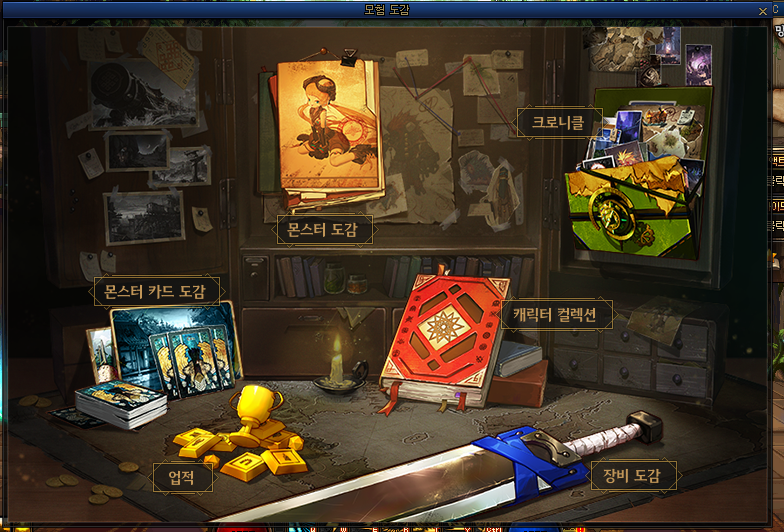 모험 도감
크로니클
몬스터 도감
몬스터 카드 도감
캐릭터 컬렉션
업적
장비 도감